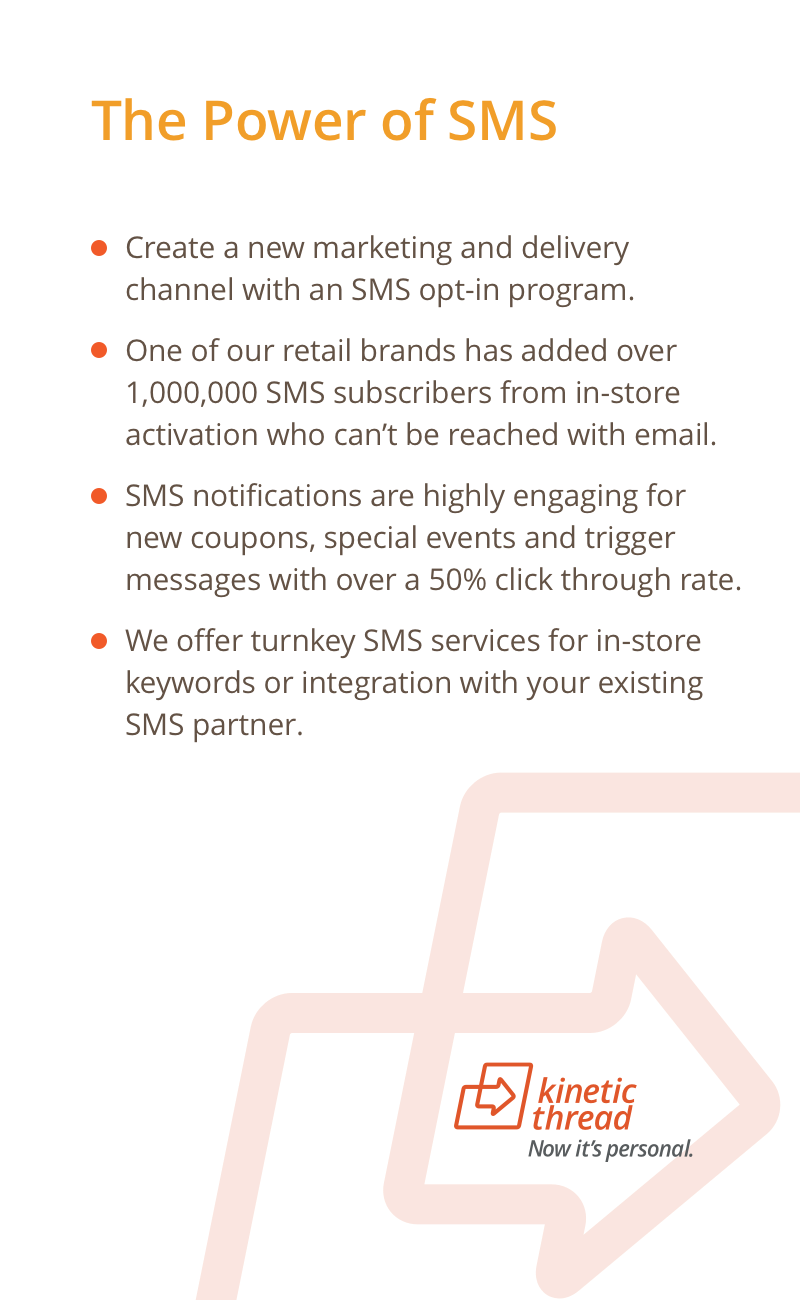 The Power of SMS
Create a new marketing and delivery
channel with an SMS opt-in program.
One of our retail brands has added over
1,000,000 SMS subscribers from in-store
activation who can’t be reached with email.
SMS notifications are highly engaging for
new coupons, special events and trigger
messages with over a 50% click through rate.
We offer turnkey SMS services for in-store
keywords or integration with your existing
SMS partner.
kinetic
thread
Now it’s personal.